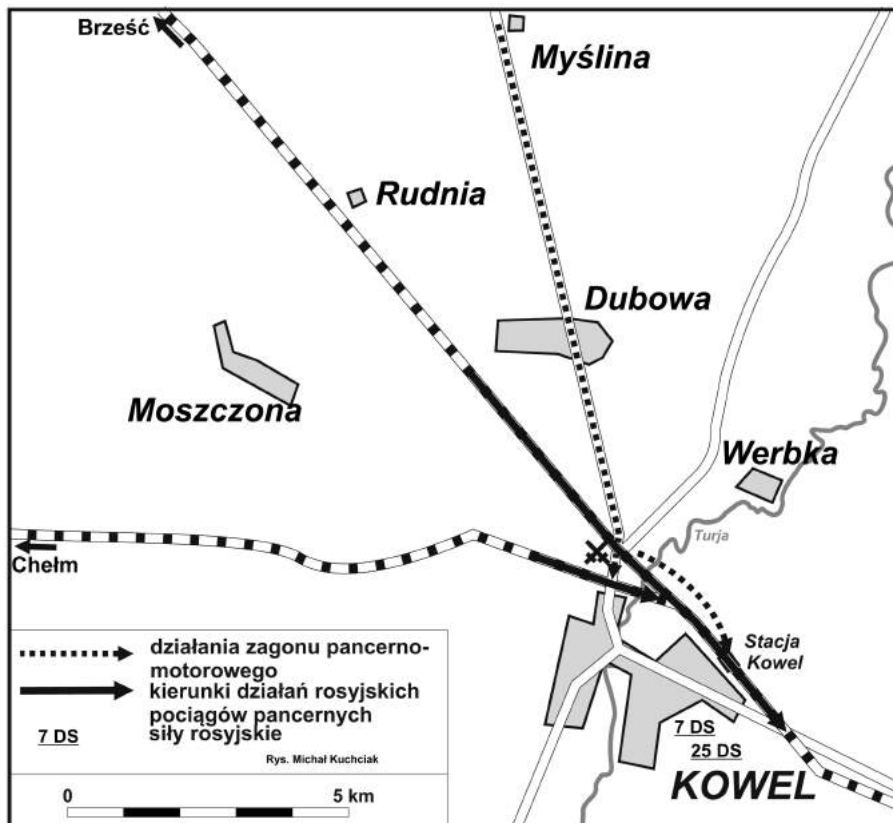 Brześć
Myślina
Rudnia
Dubowa
Moszczona
Werbka
Turja
Chełm
Stacja
Kowel
działania zagonu pancerno-
motorowego
kierunki działań rosyjskich
pociągów pancernych
7 DS
siły rosyjskie
Rys. Michał Kuchciak
7 DS
25 DS
KOWEL
0
5 km